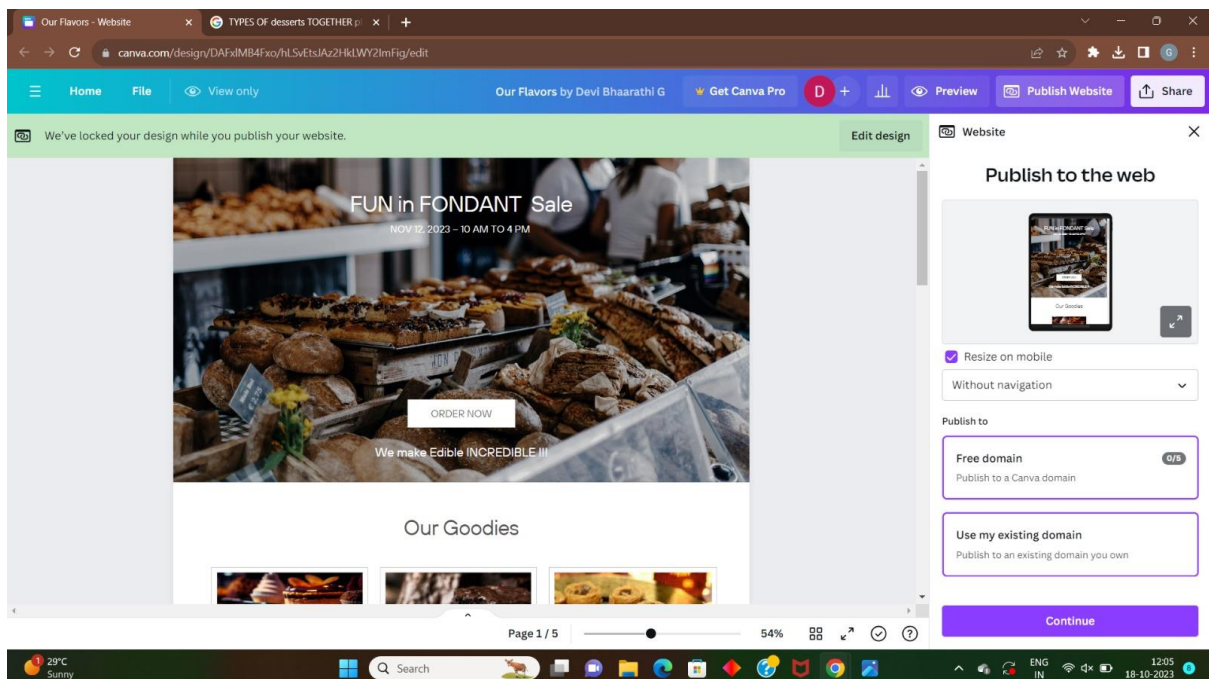 Our Flavors - Website
TYPES OF desserts TOGETHER pi
canva.com/design/DAFxlMB4Fxo/hLSvEtsJAz2HkLWY2ImFig/edit
G
Home File View only Our Flavors by Devi Bhaarathi G Get Canva Pro D + Preview Publish Website Share
We've locked your design while you publish your website. Edit design
Website
Publish to the web
FUN in FONDANT Sale
NOV 12, 2023 – 10 AM TO 4 PM
ORDER NOW
We make Edible INCREDIBLE !!!
Our Goodies
Resize on mobile
Without navigation
Publish to
Free domain 0/5
Publish to a Canva domain
Use my existing domain
Publish to an existing domain you own
Continue
Page 1 / 5 54%
1 29°C
Sunny
Search
ENG
IN
12:05
18-10-2023
8